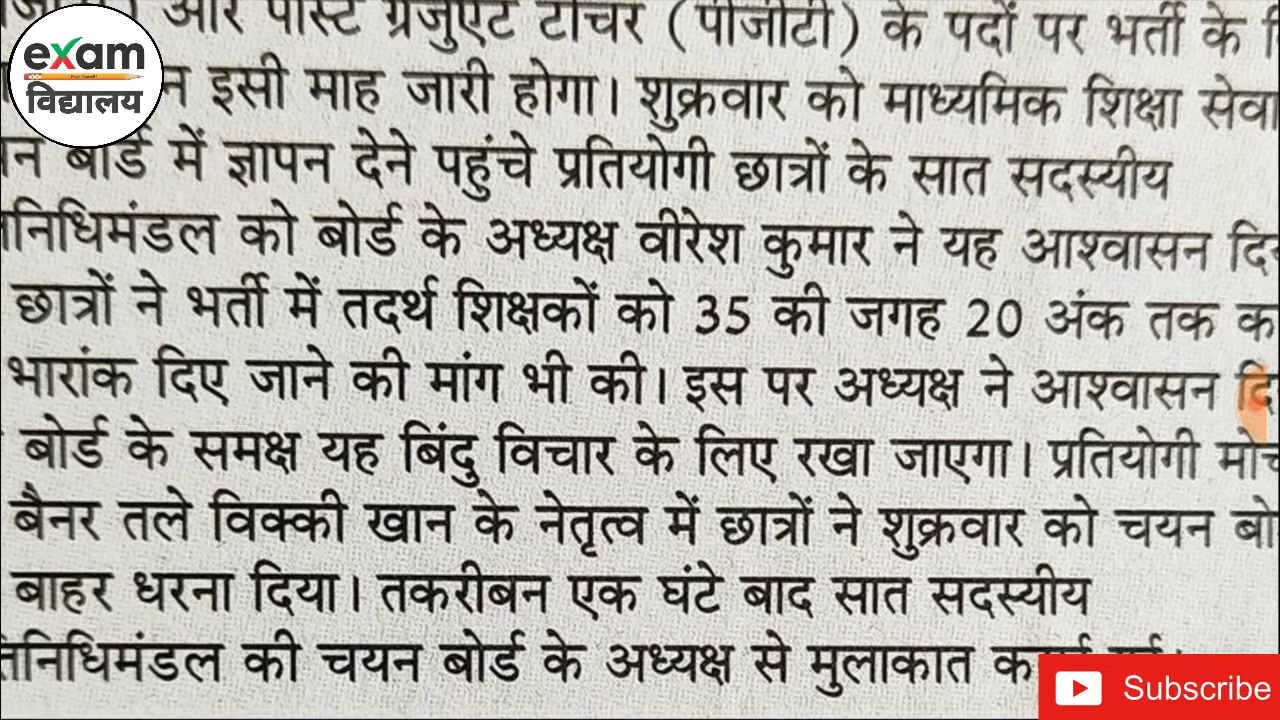 exam
विद्यालय
और पोस्ट ग्रेजुएट टीचर (पीजीटी) के पदों पर भर्ती के
इसी माह जारी होगा। शुक्रवार को माध्यमिक शिक्षा सेवा
में ज्ञापन देने पहुंचे प्रतियोगी छात्रों के सात सदस्यीय
को बोर्ड के अध्यक्ष वीरेश कुमार ने यह आश्वासन
छात्रों ने भर्ती में तदर्थ शिक्षकों को 35 की जगह 20 अंक तक
भारांक दिए जाने की मांग भी की। इस पर अध्यक्ष ने आश्वासन
बोर्ड के समक्ष यह बिंदु विचार के लिए रखा जाएगा। प्रतियोगी
बैनर तले विक्की खान के नेतृत्व में छात्रों ने शुक्रवार को चयन
बाहर धरना दिया। तकरीबन एक घंटे बाद सात सदस्यीय
की चयन बोर्ड के अध्यक्ष से मुलाकात
Subscribe